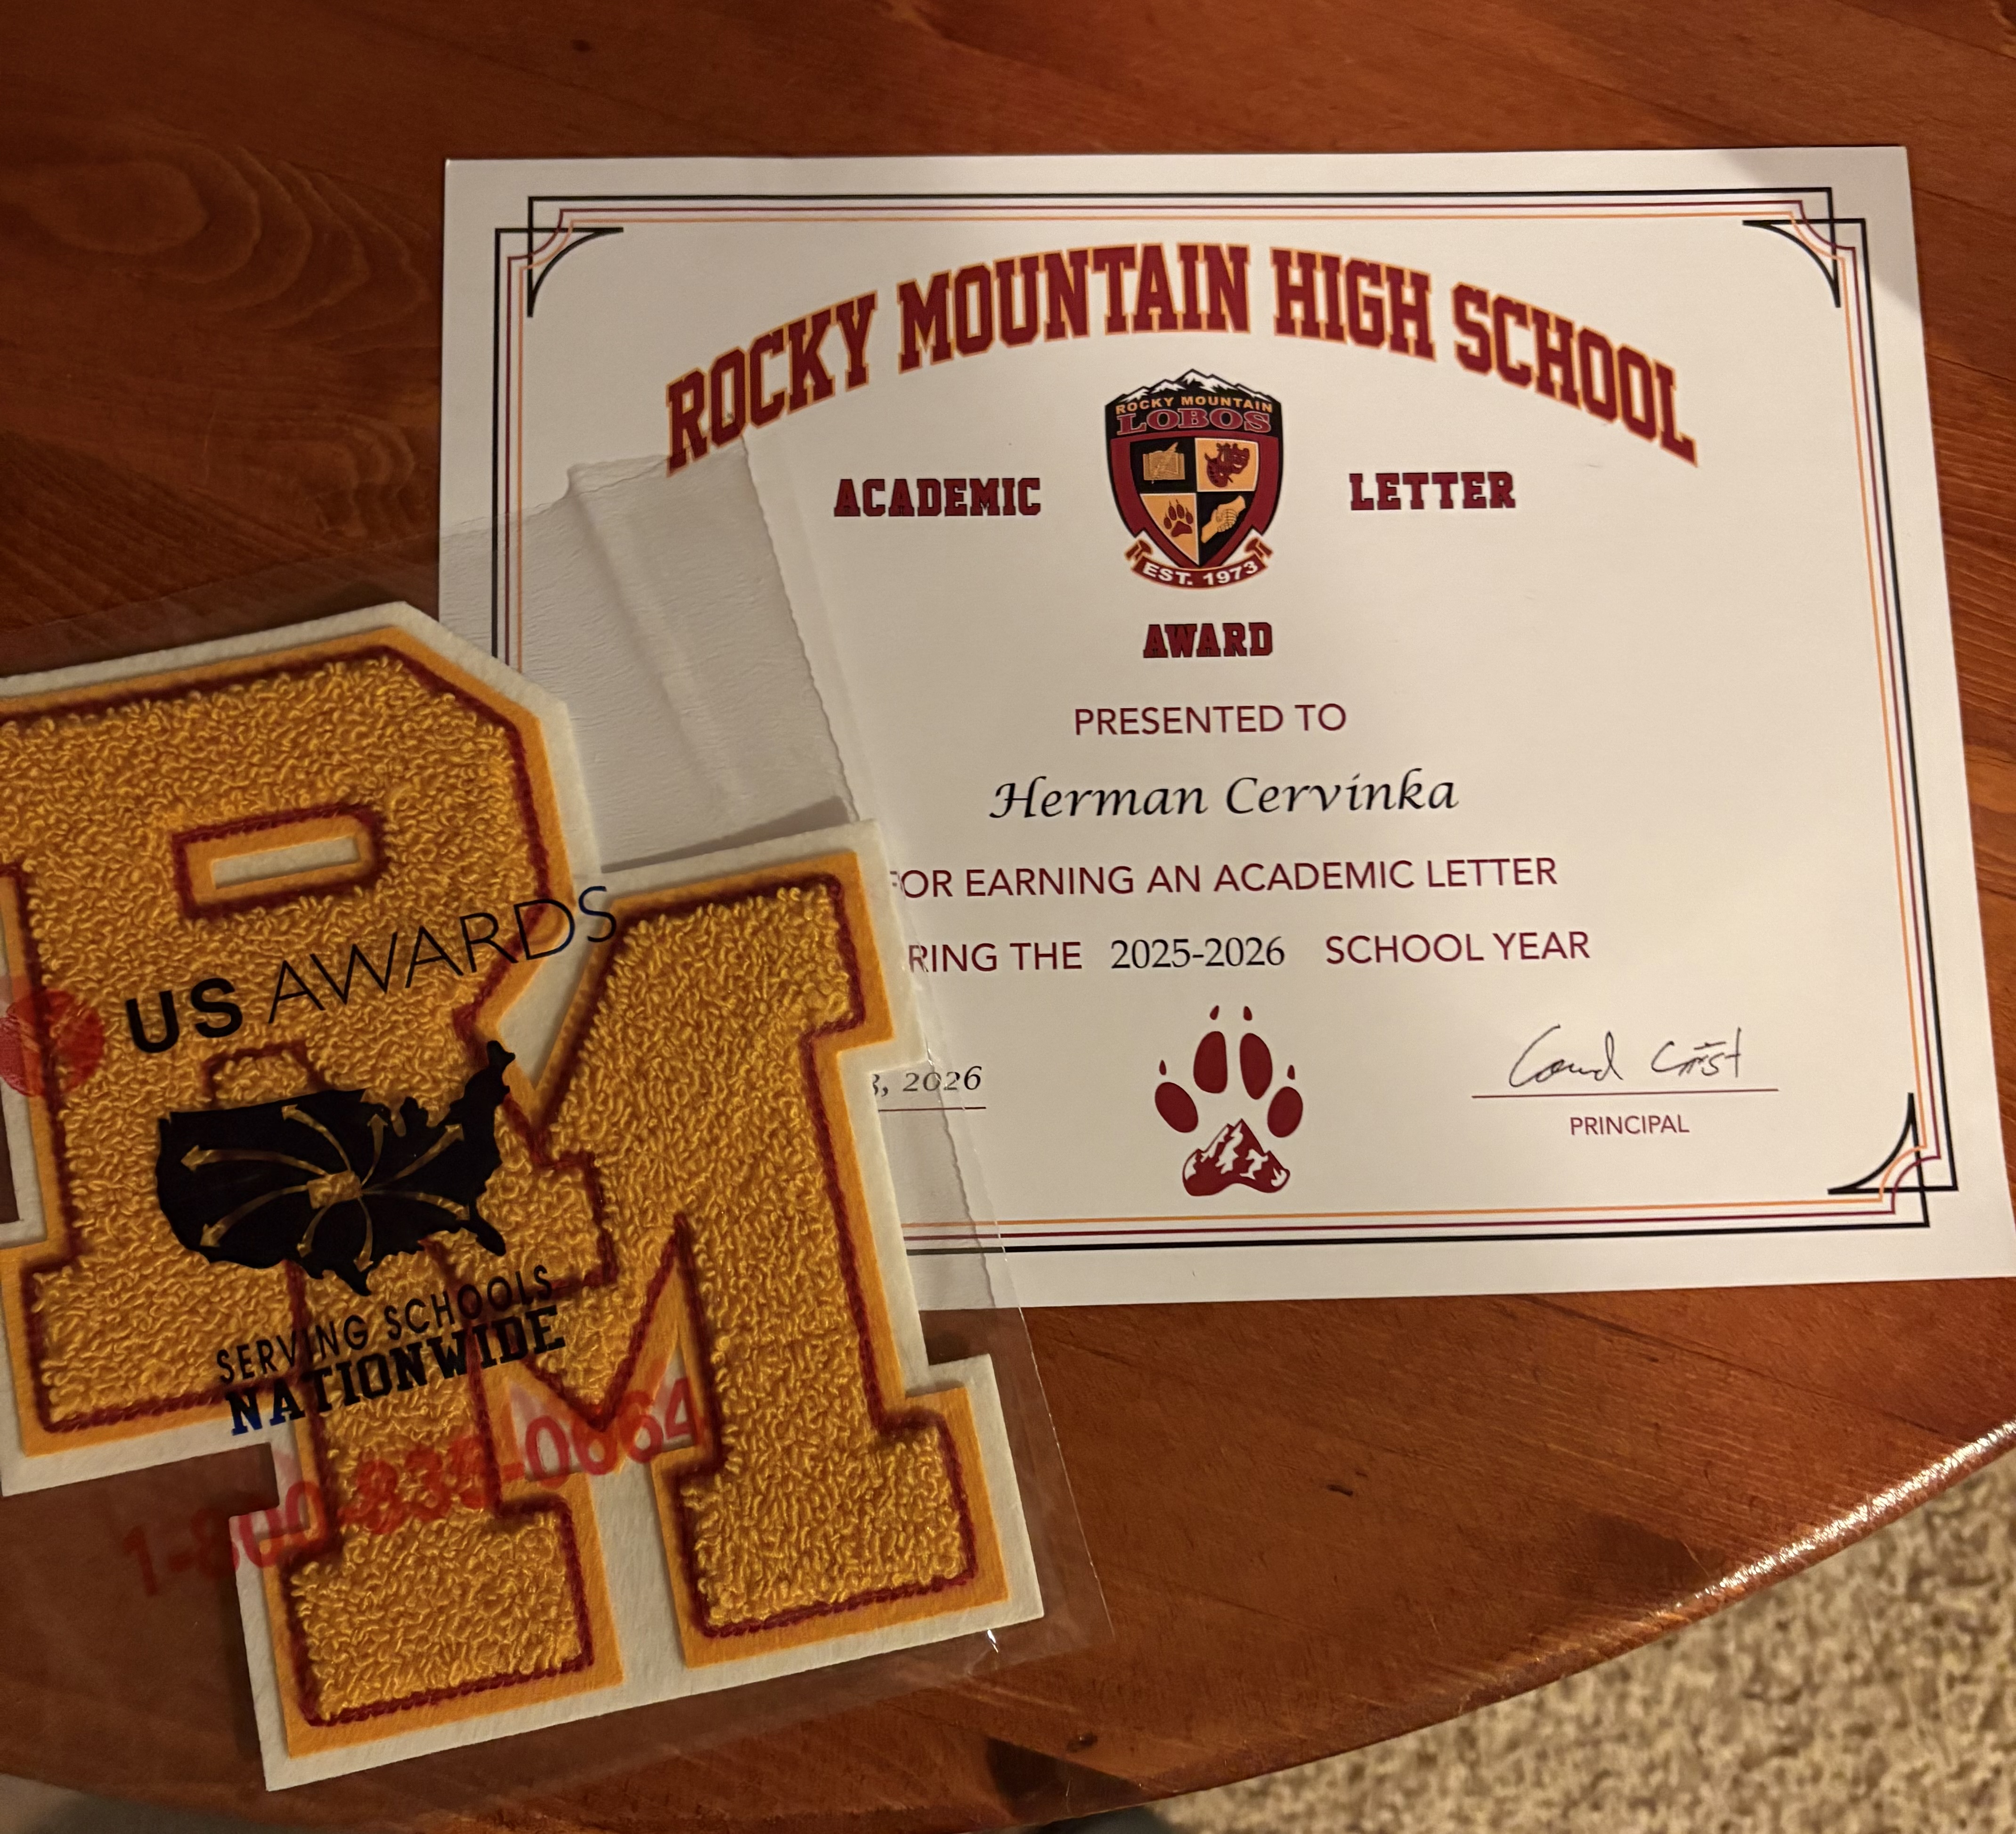 ROCKY MOUNTAIN HIGH SCHOOL
ROCKY MOUNTAIN
LOBOS
EST. 1973
ACADEMIC LETTER
AWARD
PRESENTED TO
Herman Cervinka
FOR EARNING AN ACADEMIC LETTER
RING THE 2025-2026 SCHOOL YEAR
, 2026
PRINCIPAL
RM
US AWARDS
SERVING SCHOOLS
NATIONWIDE